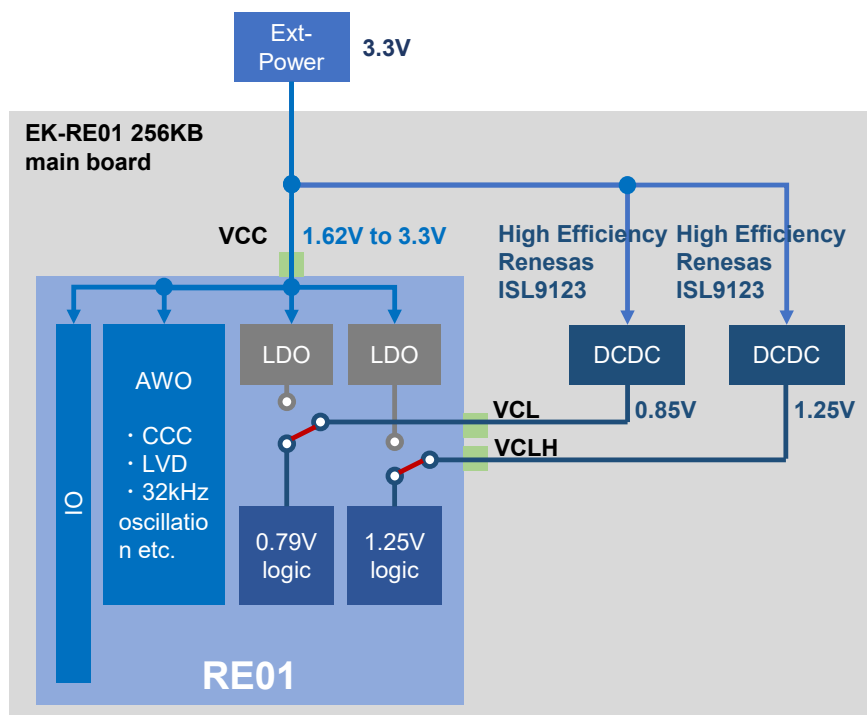 Ext-
Power
3.3V
EK-RE01 256KB
main board
VCC
1.62V to 3.3V
High Efficiency
Renesas
ISL9123
High Efficiency
Renesas
ISL9123
IO
AWO
・CCC
・LVD
・32kHz
oscillatio
n etc.
LDO
LDO
DCDC
DCDC
VCL
0.85V
1.25V
VCLH
0.79V
logic
1.25V
logic
RE01